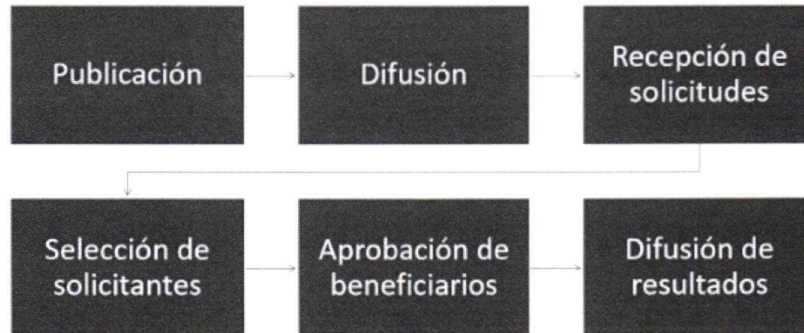 Publicación
Difusión
Recepción de
solicitudes
Selección de
solicitantes
Aprobación de
beneficiarios
Difusión de
resultados